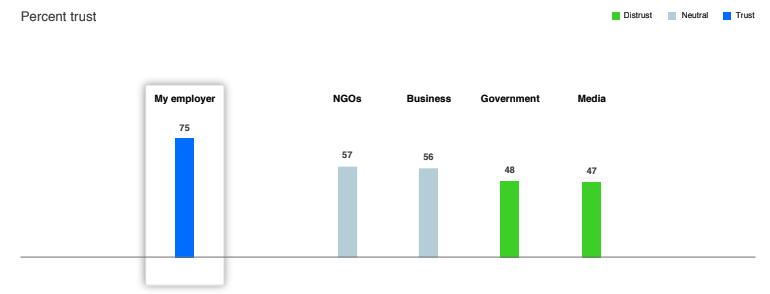 Percent trust
Distrust Neutral Trust
My employer NGOs Business Government Media
75
57 56 48 47